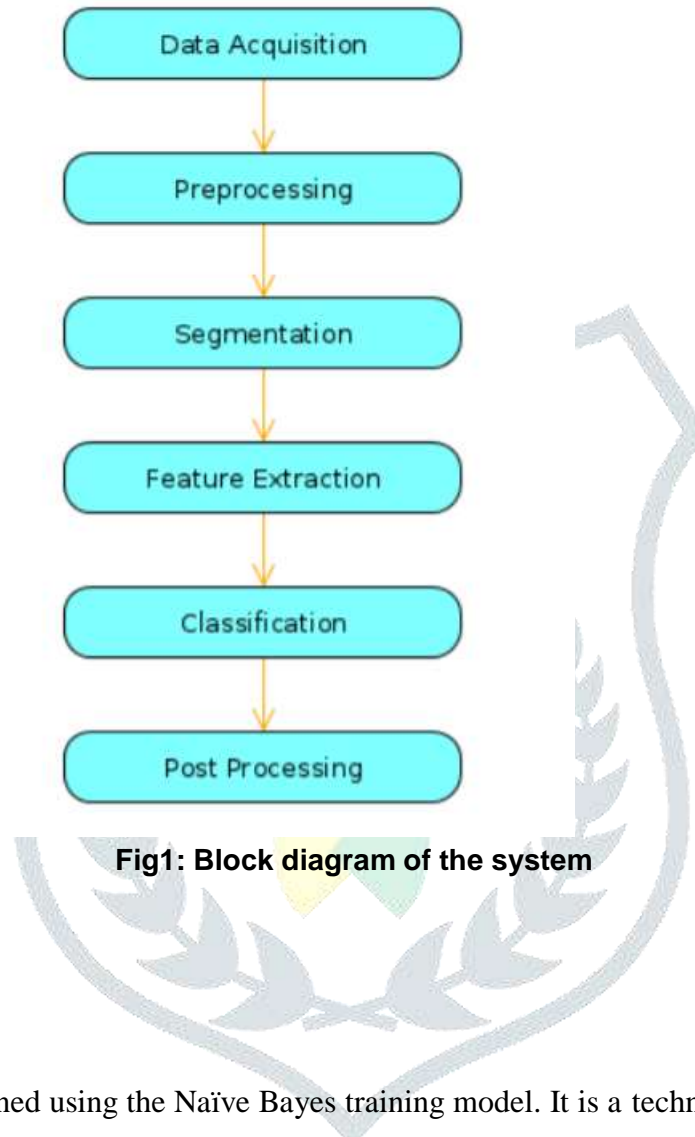 Data Acquisition
Preprocessing
Segmentation
Feature Extraction
Classification
Post Processing
Fig1: Block diagram of the system
ned using the Naïve Bayes training model. It is a techn